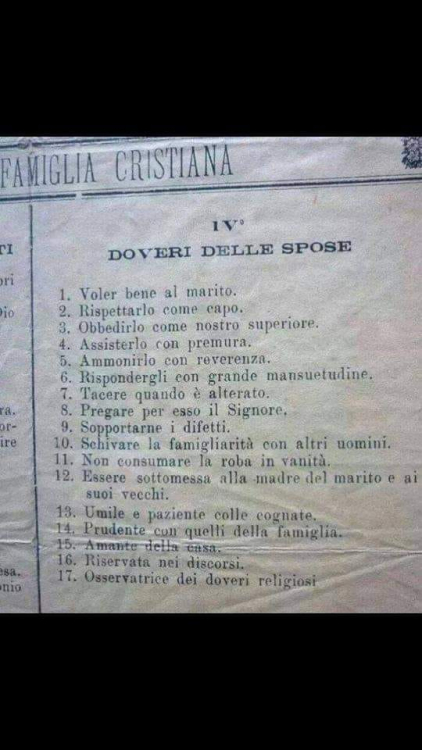 FAMIGLIA CRISTIANA
IVº
DOVERI DELLE SPOSE
1. Voler bene al marito.
2. Rispettarlo come capo.
3. Obbedirlo come nostro superiore.
4. Assisterlo con premura.
5. Ammonirlo con reverenza.
6. Rispondergli con grande mansuetudine.
7. Tacere quando è alterato.
8. Pregare per esso il Signore.
9. Sopportarne i difetti.
10. Schivare la famigliarità con altri uomini.
11. Non consumare la roba in vanità.
12. Essere sottomessa alla madre del marito e ai
suoi vecchi.
13. Umile e paziente colle cognate.
14. Prudente con quelli della famiglia.
15. Amante della casa.
16. Riservata nei discorsi.
17. Osservatrice dei doveri religiosi